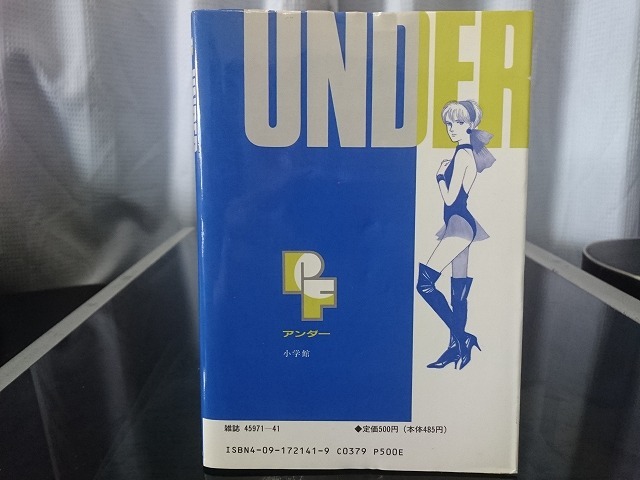 UNDER
PF
アンダー
小学館
雑誌 45971―41
◆定価500円 (本体485円)
ISBN4-09-172141-9 C0379 P500E